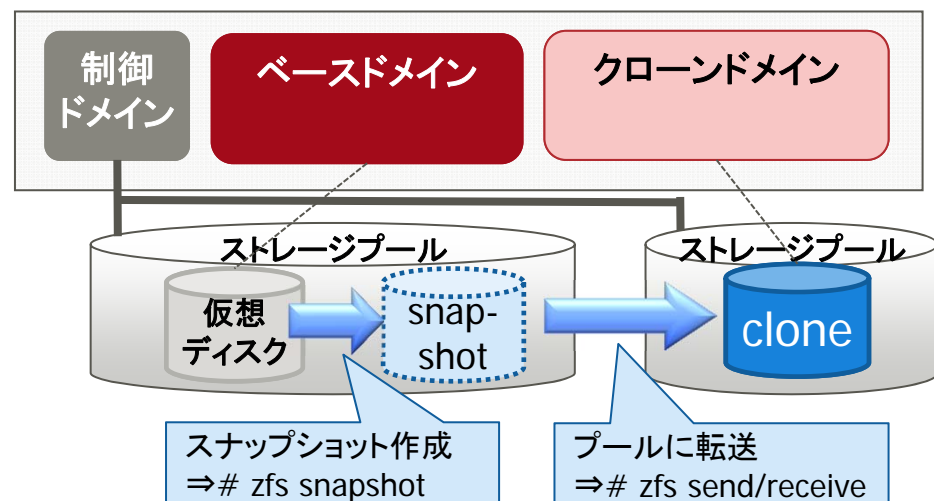 制御
ドメイン
ベースドメイン
クローンドメイン
ストレージプール
ストレージプール
仮想
ディスク
snap-
shot
clone
スナップショット作成
⇒# zfs snapshot
プールに転送
⇒# zfs send/receive